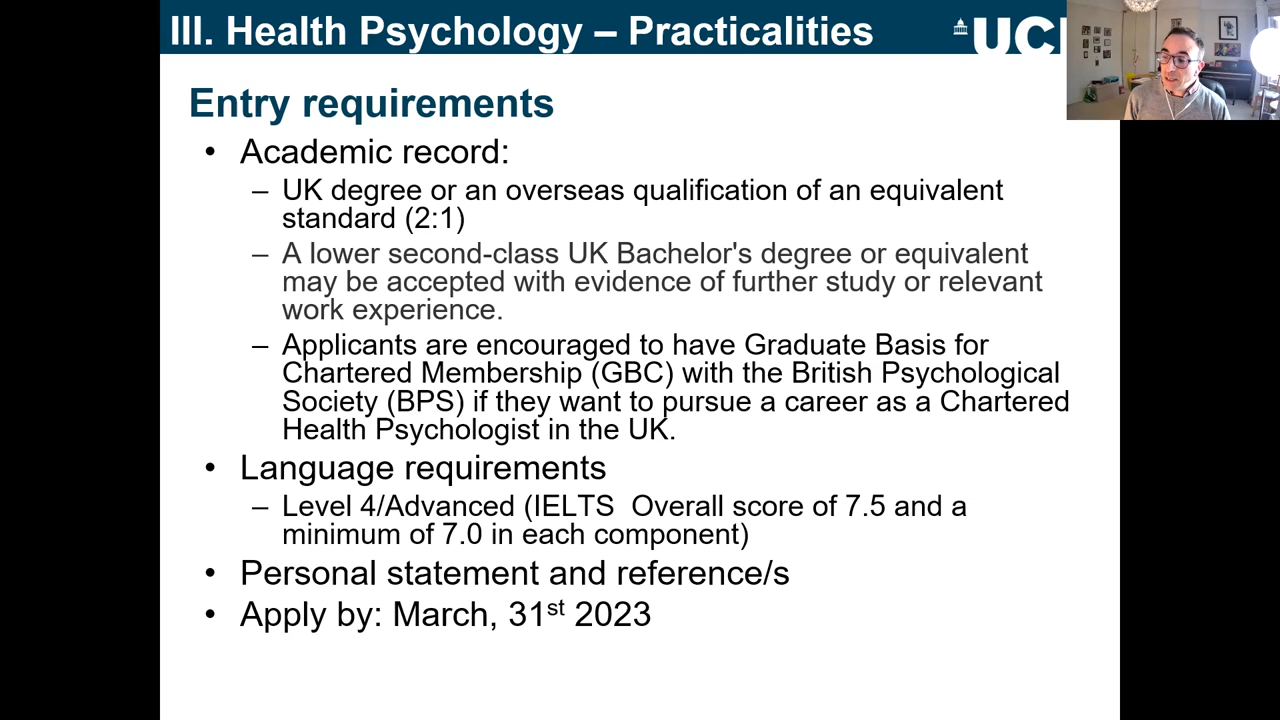 III. Health Psychology – Practicalities
UCL
Entry requirements
• Academic record:
– UK degree or an overseas qualification of an equivalent
standard (2:1)
– A lower second-class UK Bachelor's degree or equivalent
may be accepted with evidence of further study or relevant
work experience.
– Applicants are encouraged to have Graduate Basis for
Chartered Membership (GBC) with the British Psychological
Society (BPS) if they want to pursue a career as a Chartered
Health Psychologist in the UK.
• Language requirements
– Level 4/Advanced (IELTS  Overall score of 7.5 and a
minimum of 7.0 in each component)
• Personal statement and reference/s
• Apply by: March, 31st 2023